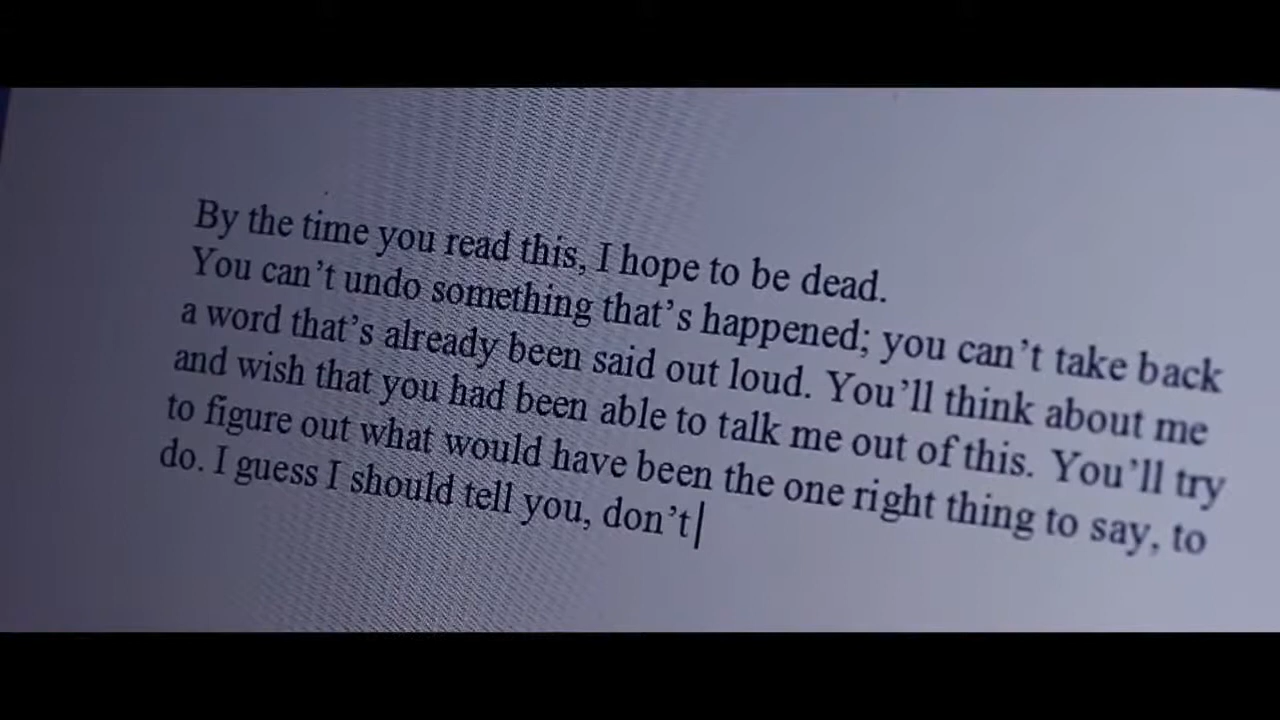 By the time you read this, I hope to be dead.
You can't undo something that's happened; you can't take back
a word that's already been said out loud. You'll think about me
and wish that you had been able to talk me out of this. You'll try
to figure out what would have been the one right thing to say, to
do. I guess I should tell you, don't